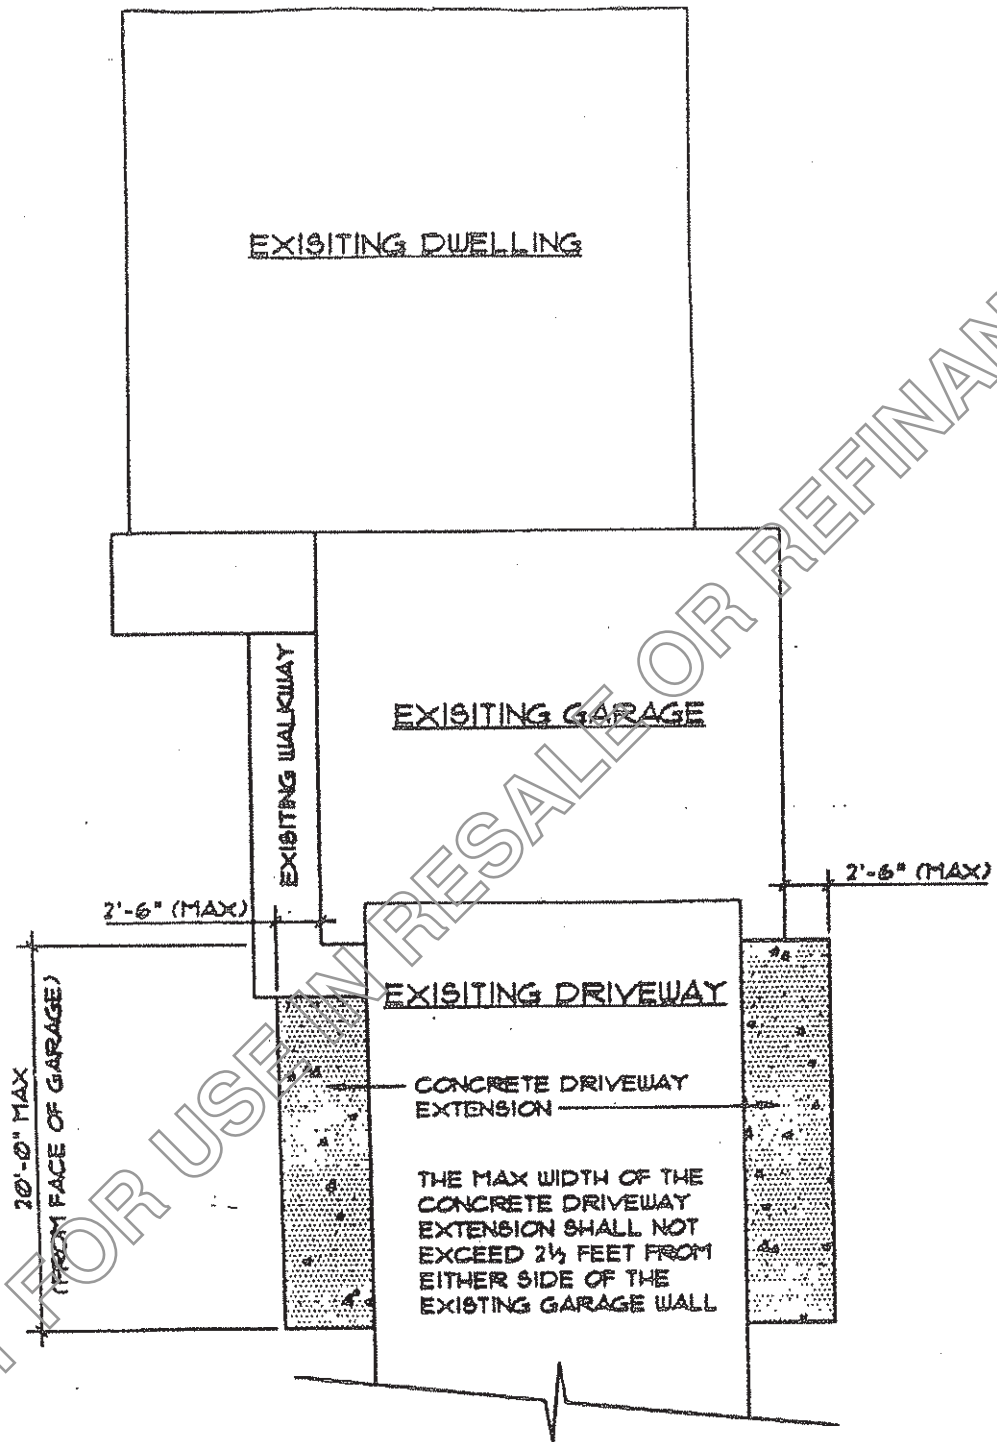 EXISITING DWELLING
EXISITING WALKWAY
EXISITING GARAGE
2'-6" (MAX)
2'-6" (MAX)
EXISITING DRIVEWAY
20'-0" MAX
(FROM FACE OF GARAGE)
CONCRETE DRIVEWAY
EXTENSION
THE MAX WIDTH OF THE
CONCRETE DRIVEWAY
EXTENSION SHALL NOT
EXCEED 2½ FEET FROM
EITHER SIDE OF THE
EXISTING GARAGE WALL
FOR USE IN RESALE OR REFINAN